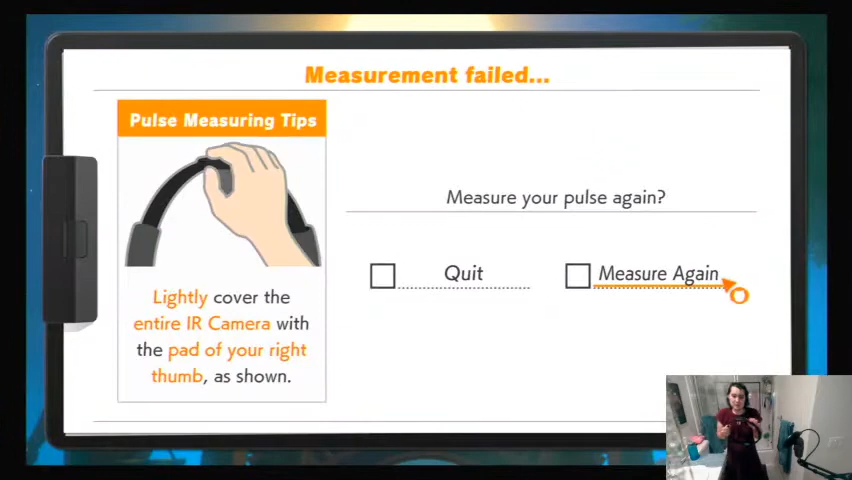 Measurement failed...
Pulse Measuring Tips
Lightly cover the
entire IR Camera with
the pad of your right
thumb, as shown.
Measure your pulse again?
Quit
Measure Again